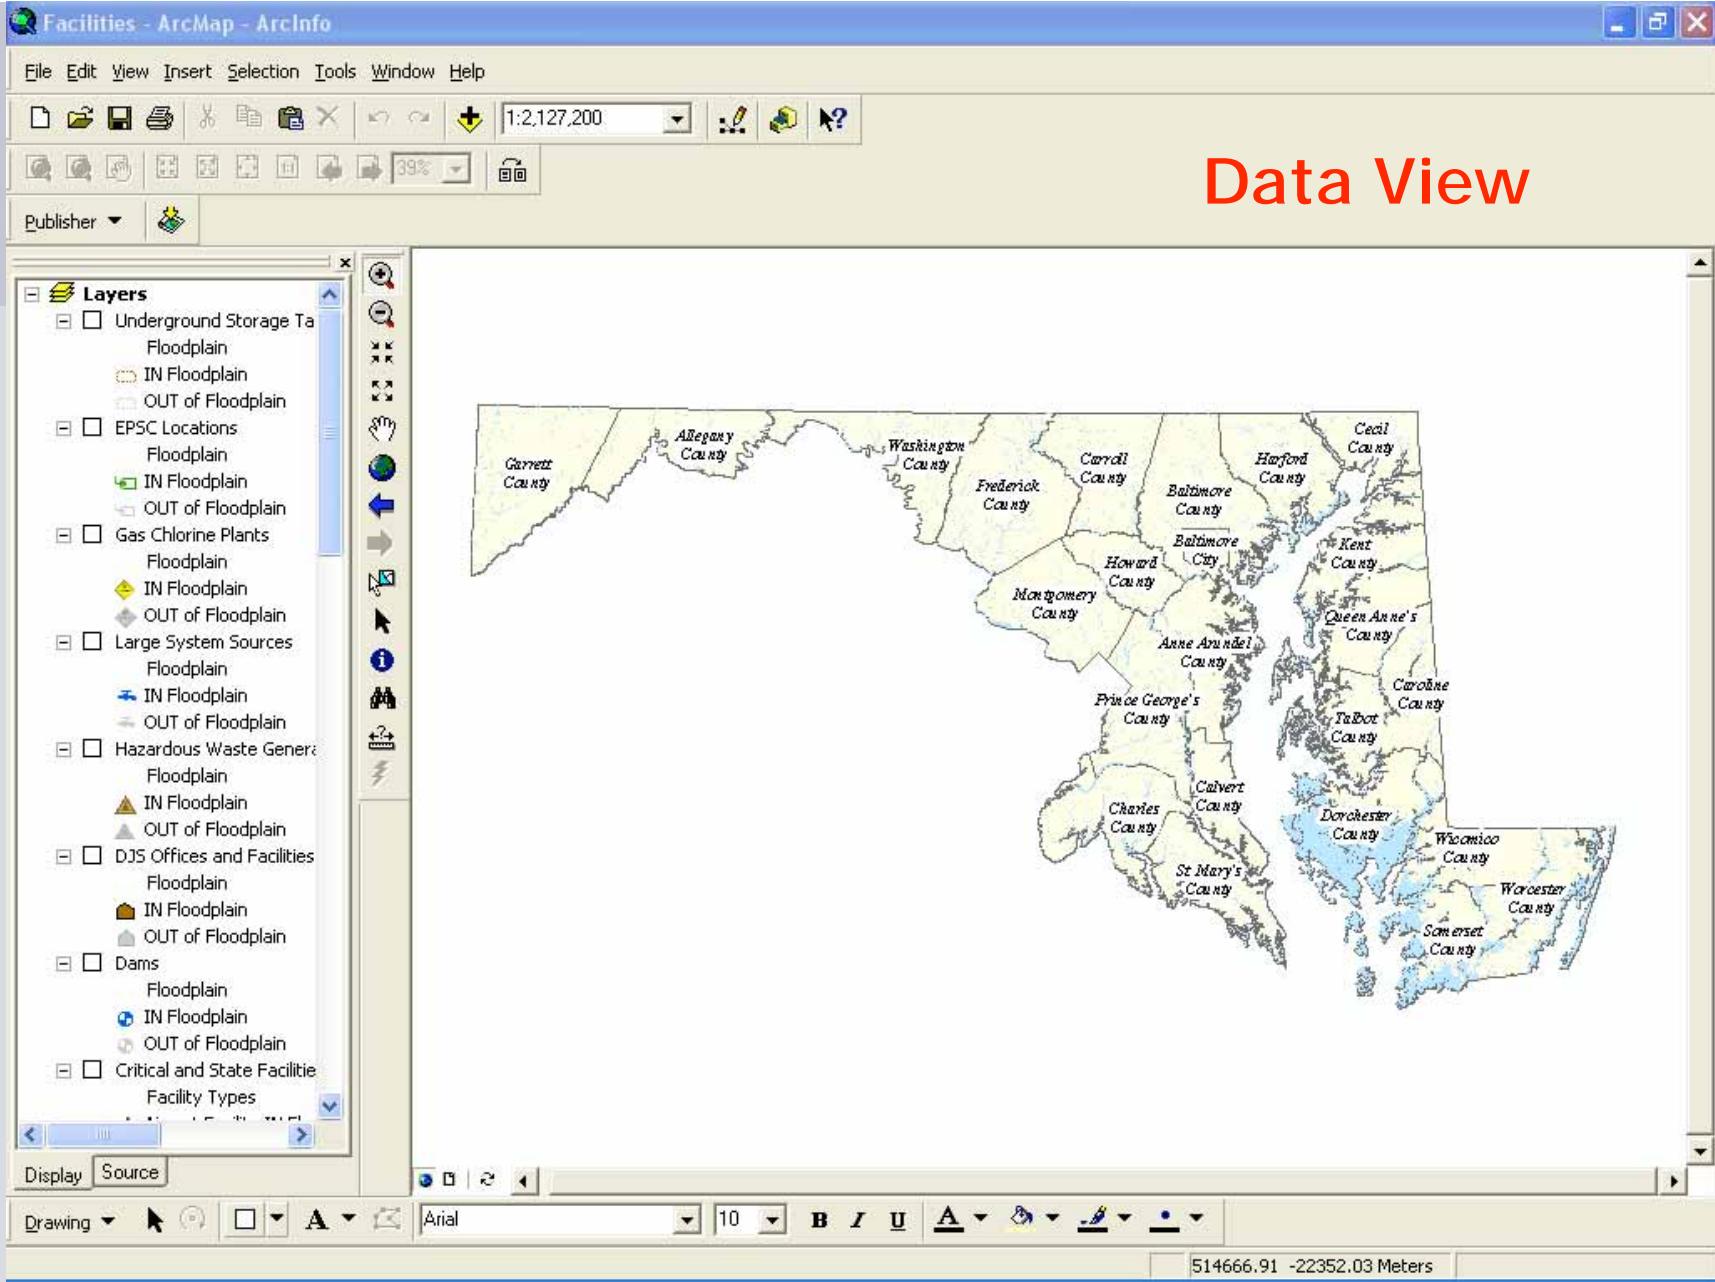 Facilities - ArcMap - ArcInfo
File Edit View Insert Selection Tools Window Help
1:2,127,200
39%
Data View
Publisher
Layers
Underground Storage Ta
Floodplain
IN Floodplain
OUT of Floodplain
EPSC Locations
Floodplain
IN Floodplain
OUT of Floodplain
Gas Chlorine Plants
Floodplain
IN Floodplain
OUT of Floodplain
Large System Sources
Floodplain
IN Floodplain
OUT of Floodplain
Hazardous Waste Genera
Floodplain
IN Floodplain
OUT of Floodplain
DJS Offices and Facilities
Floodplain
IN Floodplain
OUT of Floodplain
Dams
Floodplain
IN Floodplain
OUT of Floodplain
Critical and State Facilitie
Facility Types
Display Source
Garrett
County
Allegany
County
Washington
County
Frederick
County
Carroll
County
Baltimore
County
Harford
County
Cecil
County
Baltimore
City
Howard
County
Kent
County
Montgomery
County
Queen Anne's
County
Anne Arundel
County
Caroline
County
Prince George's
County
Talbot
County
Calvert
County
Charles
County
Dorchester
County
Wicomico
County
St Mary's
County
Worcester
County
Somerset
County
Drawing A Arial 10 B I U A
514666.91 -22352.03 Meters